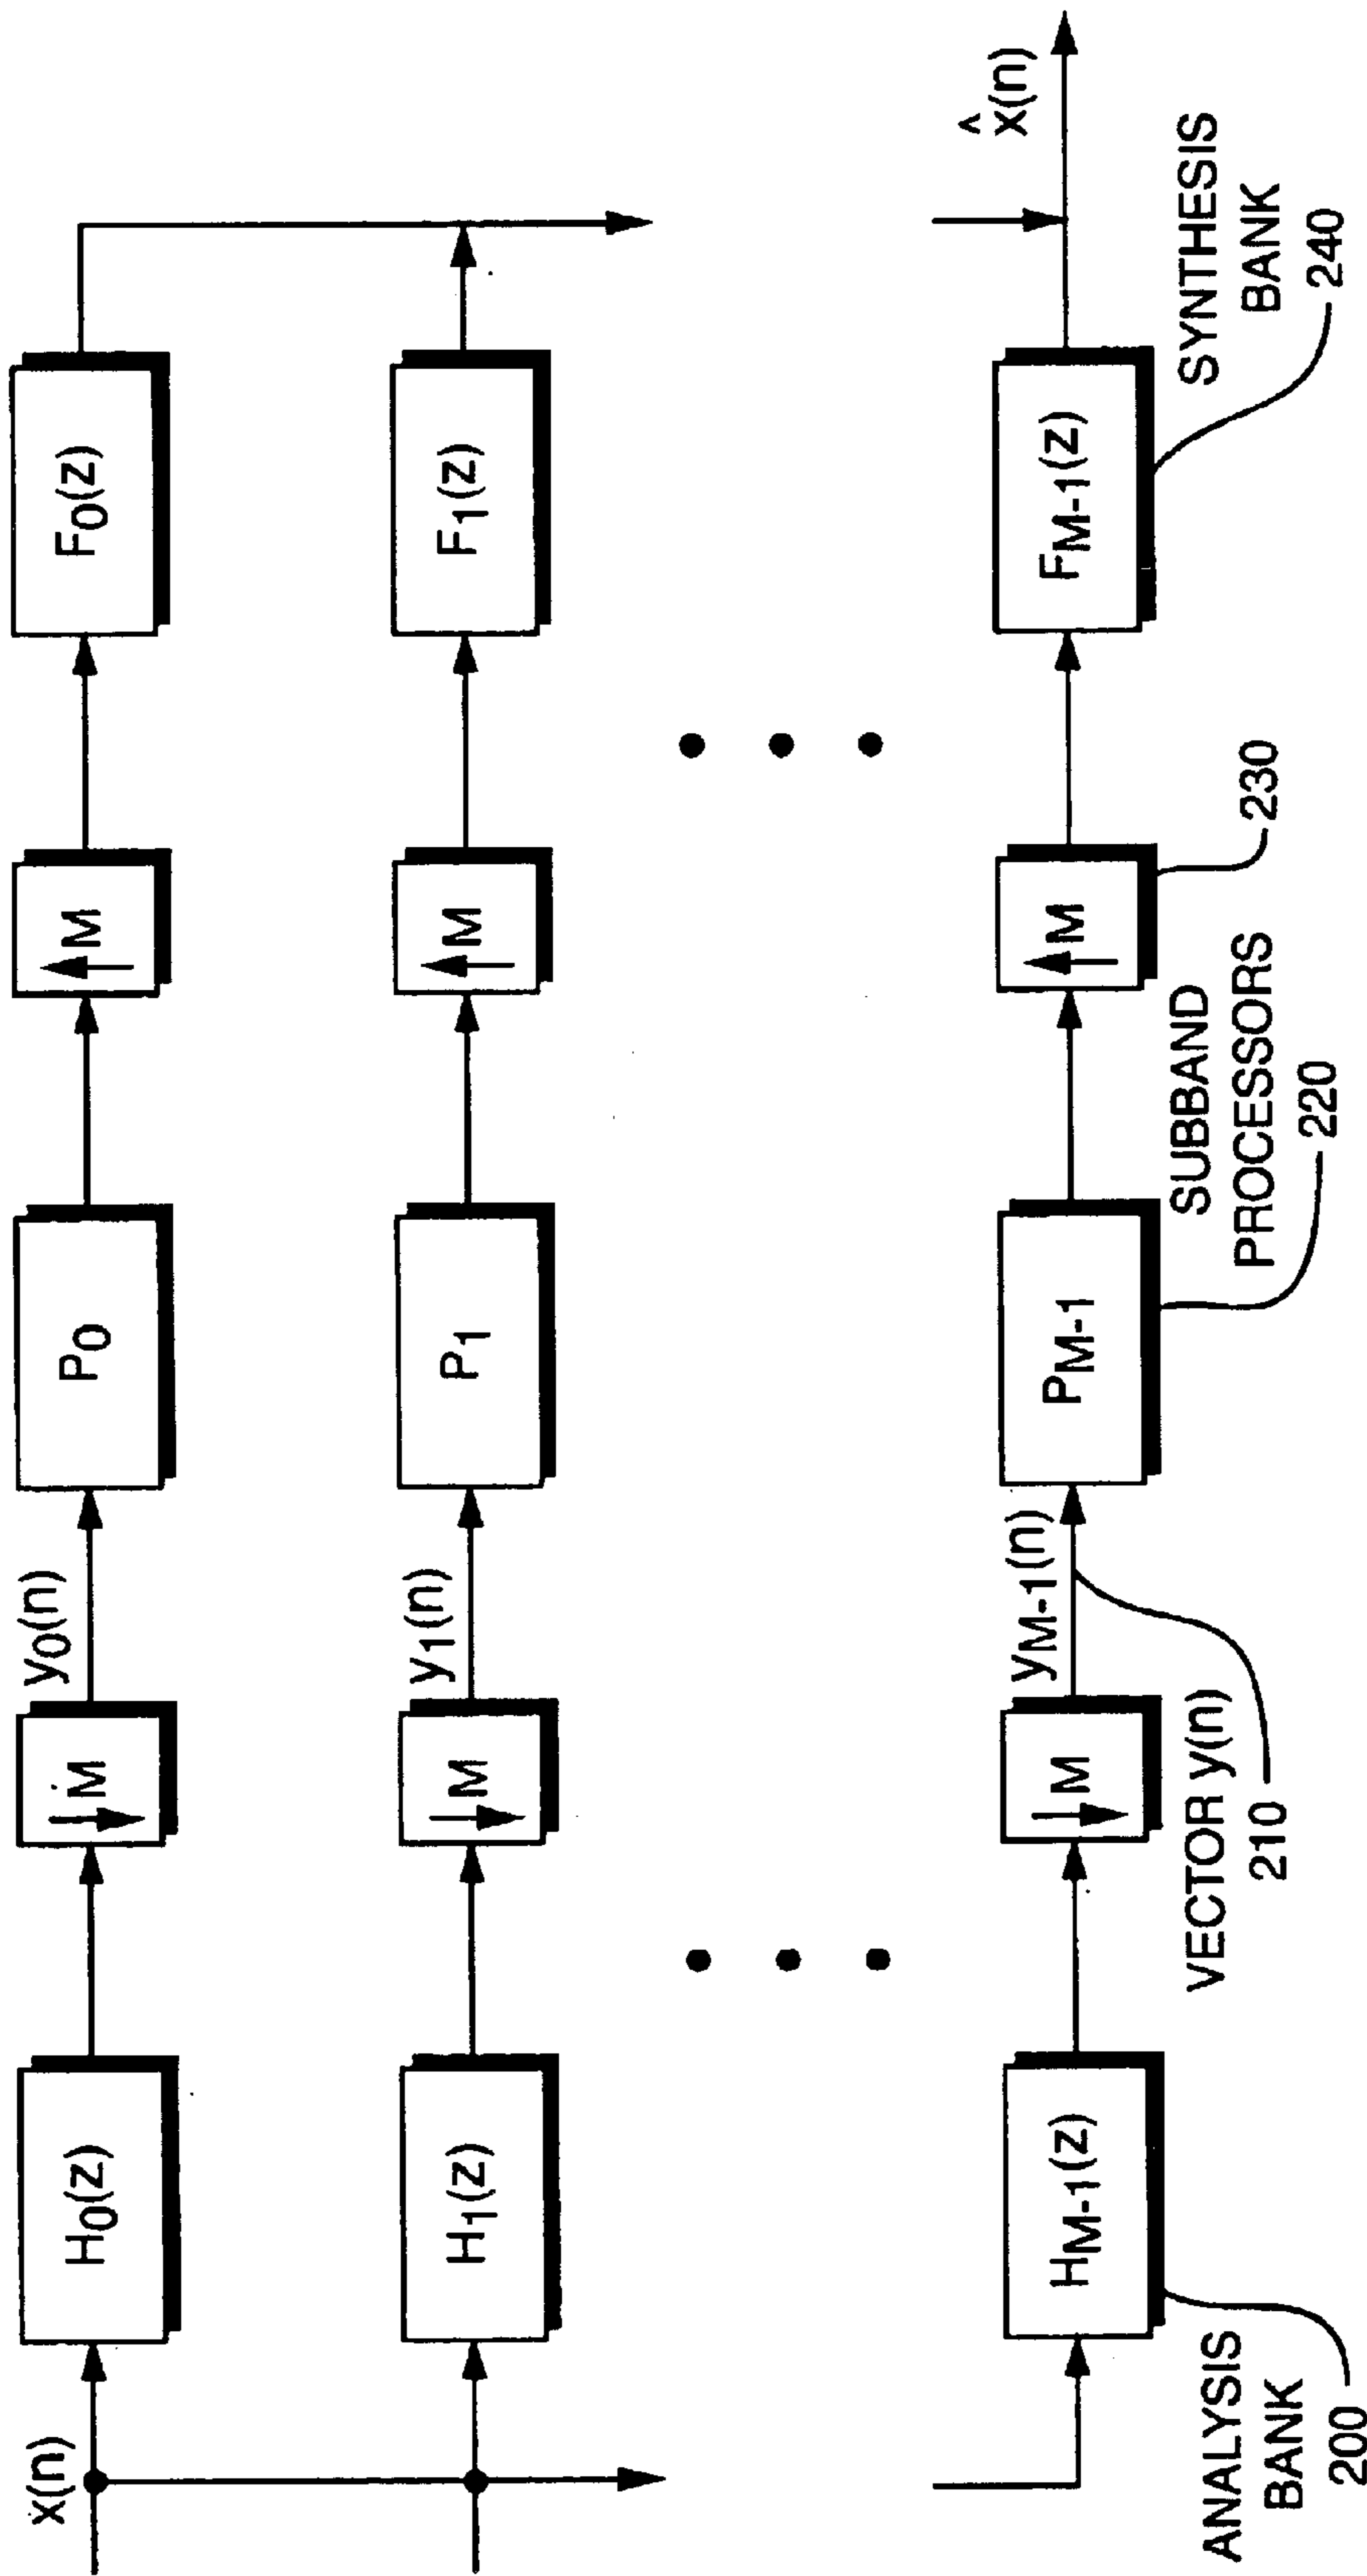 x(n)
H0(z)
M
y0(n)
P0
M
F0(z)
H1(z)
M
y1(n)
P1
M
F1(z)
HM-1(z)
M
yM-1(n)
PM-1
M
FM-1(z)
^
x(n)
ANALYSIS
BANK
200
VECTOR y(n)
210
SUBBAND
PROCESSORS
220
230
SYNTHESIS
BANK
240